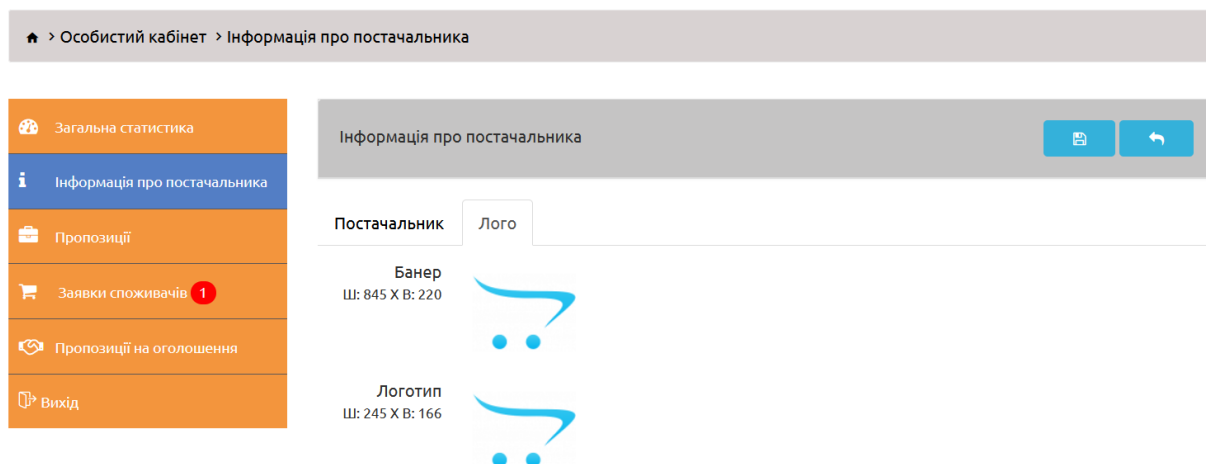 > Особистий кабінет > Інформація про постачальника
Загальна статистика
Інформація про постачальника
Пропозиції
Заявки споживачів 1
Пропозиції на оголошення
Вихід
Інформація про постачальника
Постачальник Лого
Банер
Ш: 845 X В: 220
Логотип
Ш: 245 X В: 166